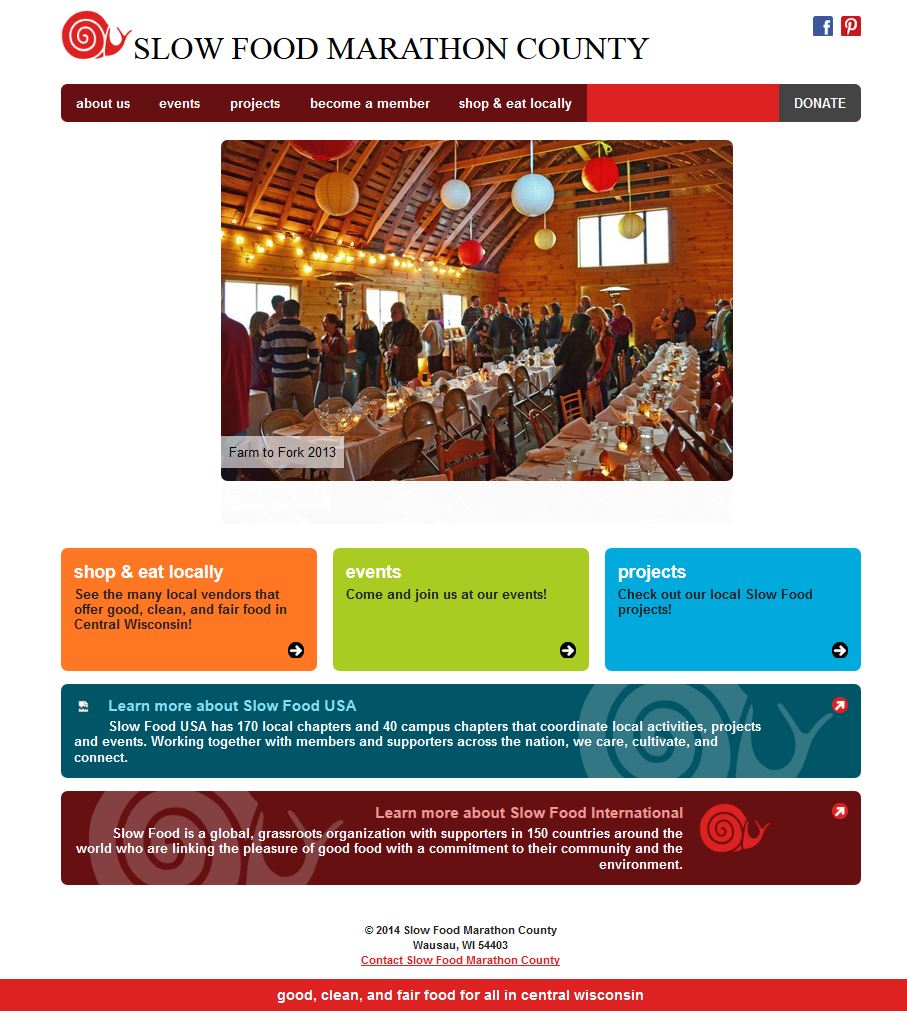 SLOW FOOD MARATHON COUNTY
about us events projects become a member shop & eat locally DONATE
Farm to Fork 2013
shop & eat locally
See the many local vendors that
offer good, clean, and fair food in
Central Wisconsin!
events
Come and join us at our events!
projects
Check out our local Slow Food
projects!
Learn more about Slow Food USA
Slow Food USA has 170 local chapters and 40 campus chapters that coordinate local activities, projects
and events. Working together with members and supporters across the nation, we care, cultivate, and
connect.
Learn more about Slow Food International
Slow Food is a global, grassroots organization with supporters in 150 countries around the
world who are linking the pleasure of good food with a commitment to their community and the
environment.
© 2014 Slow Food Marathon County
Wausau, WI 54403
Contact Slow Food Marathon County
good, clean, and fair food for all in central wisconsin